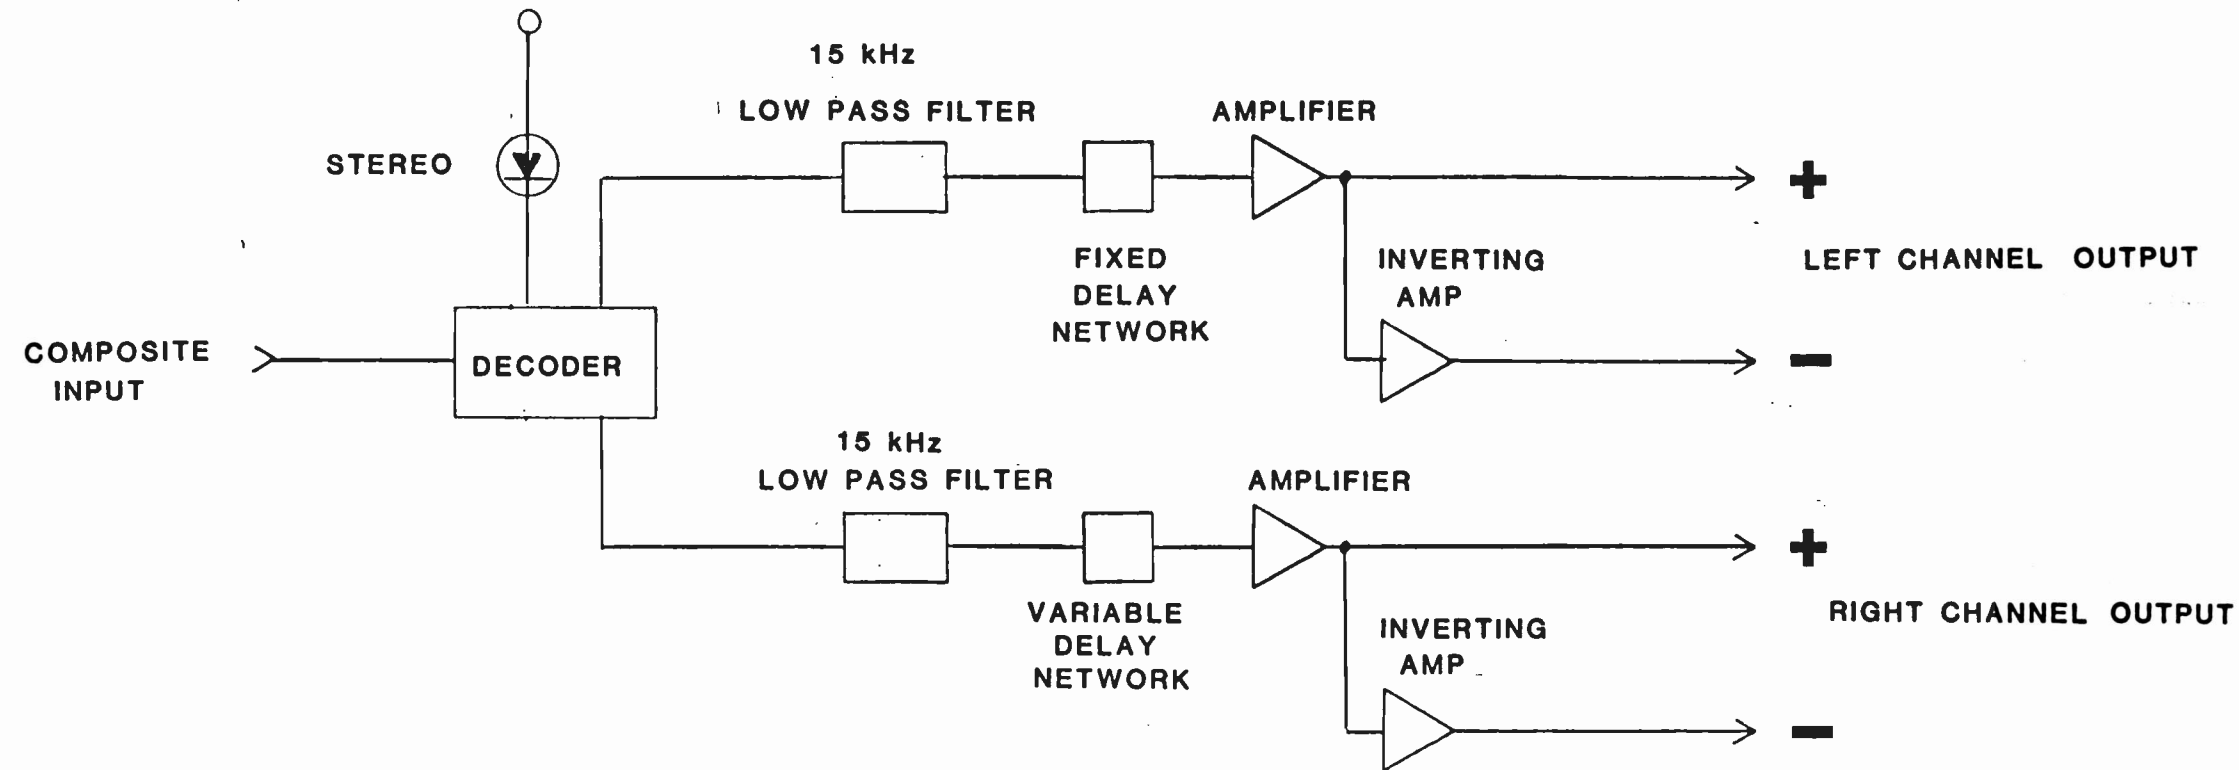 15 kHz
LOW PASS FILTER
AMPLIFIER
STEREO
+
FIXED
DELAY
NETWORK
INVERTING
AMP
LEFT CHANNEL OUTPUT
COMPOSITE
INPUT
DECODER
−
15 kHz
LOW PASS FILTER
AMPLIFIER
+
VARIABLE
DELAY
NETWORK
INVERTING
AMP
RIGHT CHANNEL OUTPUT
−